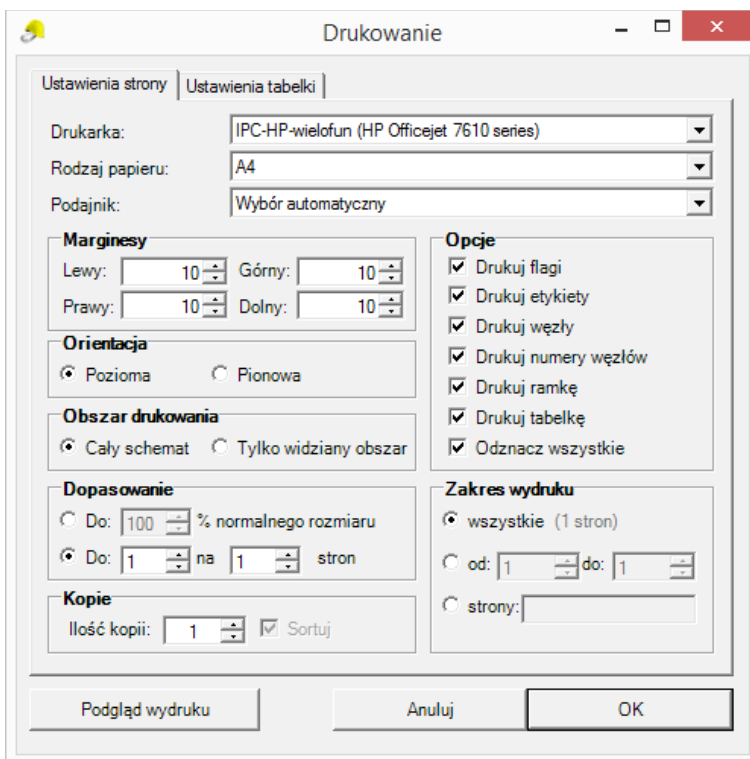 Drukowanie
Ustawienia strony Ustawienia tabelki
Drukarka: IPC-HP-wielofun (HP Officejet 7610 series)
Rodzaj papieru: A4
Podajnik: Wybór automatyczny
Marginesy
Lewy: 10 Górny: 10
Prawy: 10 Dolny: 10
Orientacja
Pozioma Pionowa
Obszar drukowania
Cały schemat Tylko widziany obszar
Dopasowanie
Do: 100 % normalnego rozmiaru
Do: 1 na 1 stron
Kopie
Ilość kopii: 1 Sortuj
Opcje
Drukuj flagi
Drukuj etykiety
Drukuj węzły
Drukuj numery węzłów
Drukuj ramkę
Drukuj tabelkę
Odznacz wszystkie
Zakres wydruku
wszystkie (1 stron)
od: 1 do: 1
strony:
Podgląd wydruku Anuluj OK